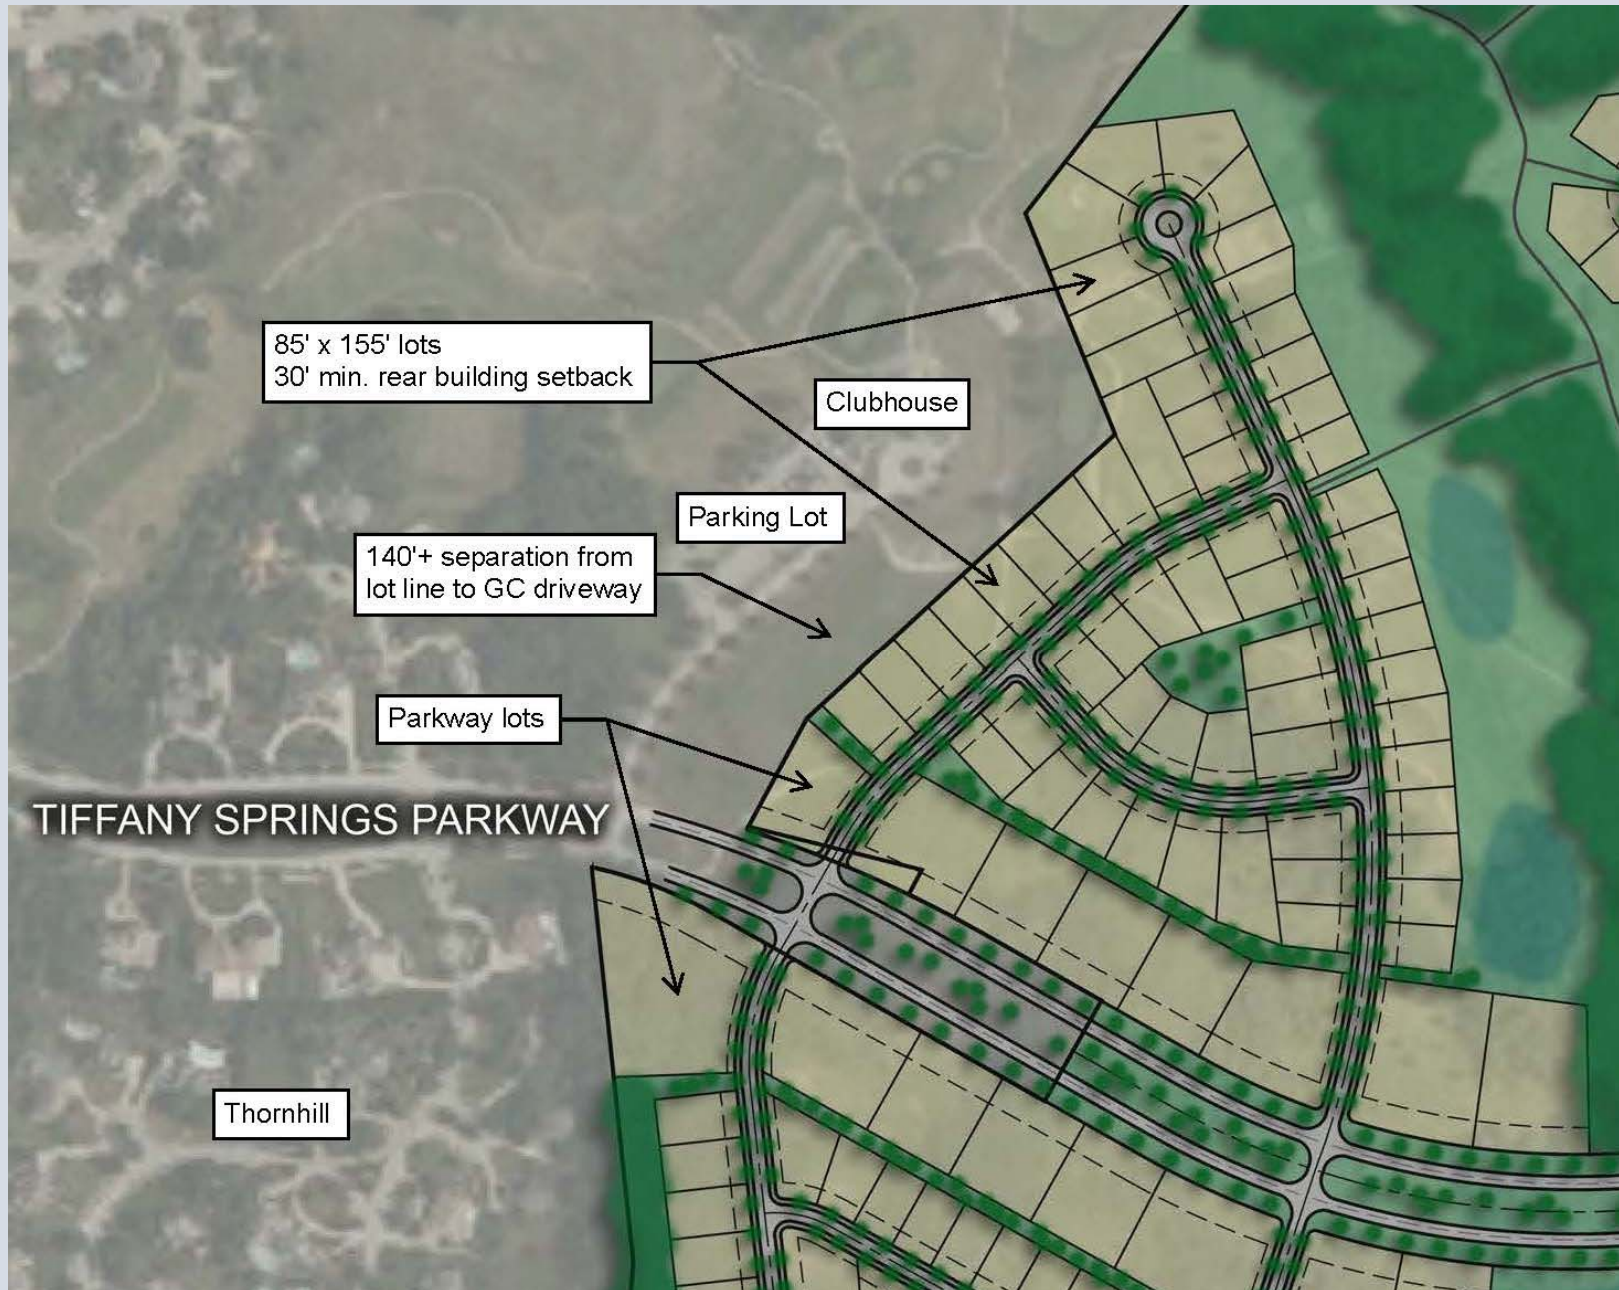 85' x 155' lots
30' min. rear building setback
Clubhouse
Parking Lot
140'+ separation from
lot line to GC driveway
Parkway lots
TIFFANY SPRINGS PARKWAY
Thornhill